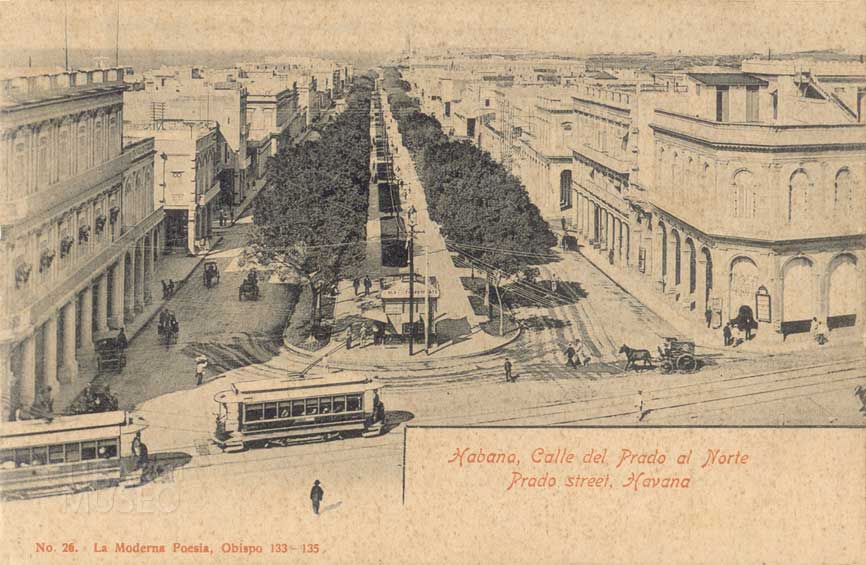 Habana, Calle del Prado al Norte
Prado street, Havana
MUSEO
No. 26. La Moderna Poesia, Obispo 133 - 135